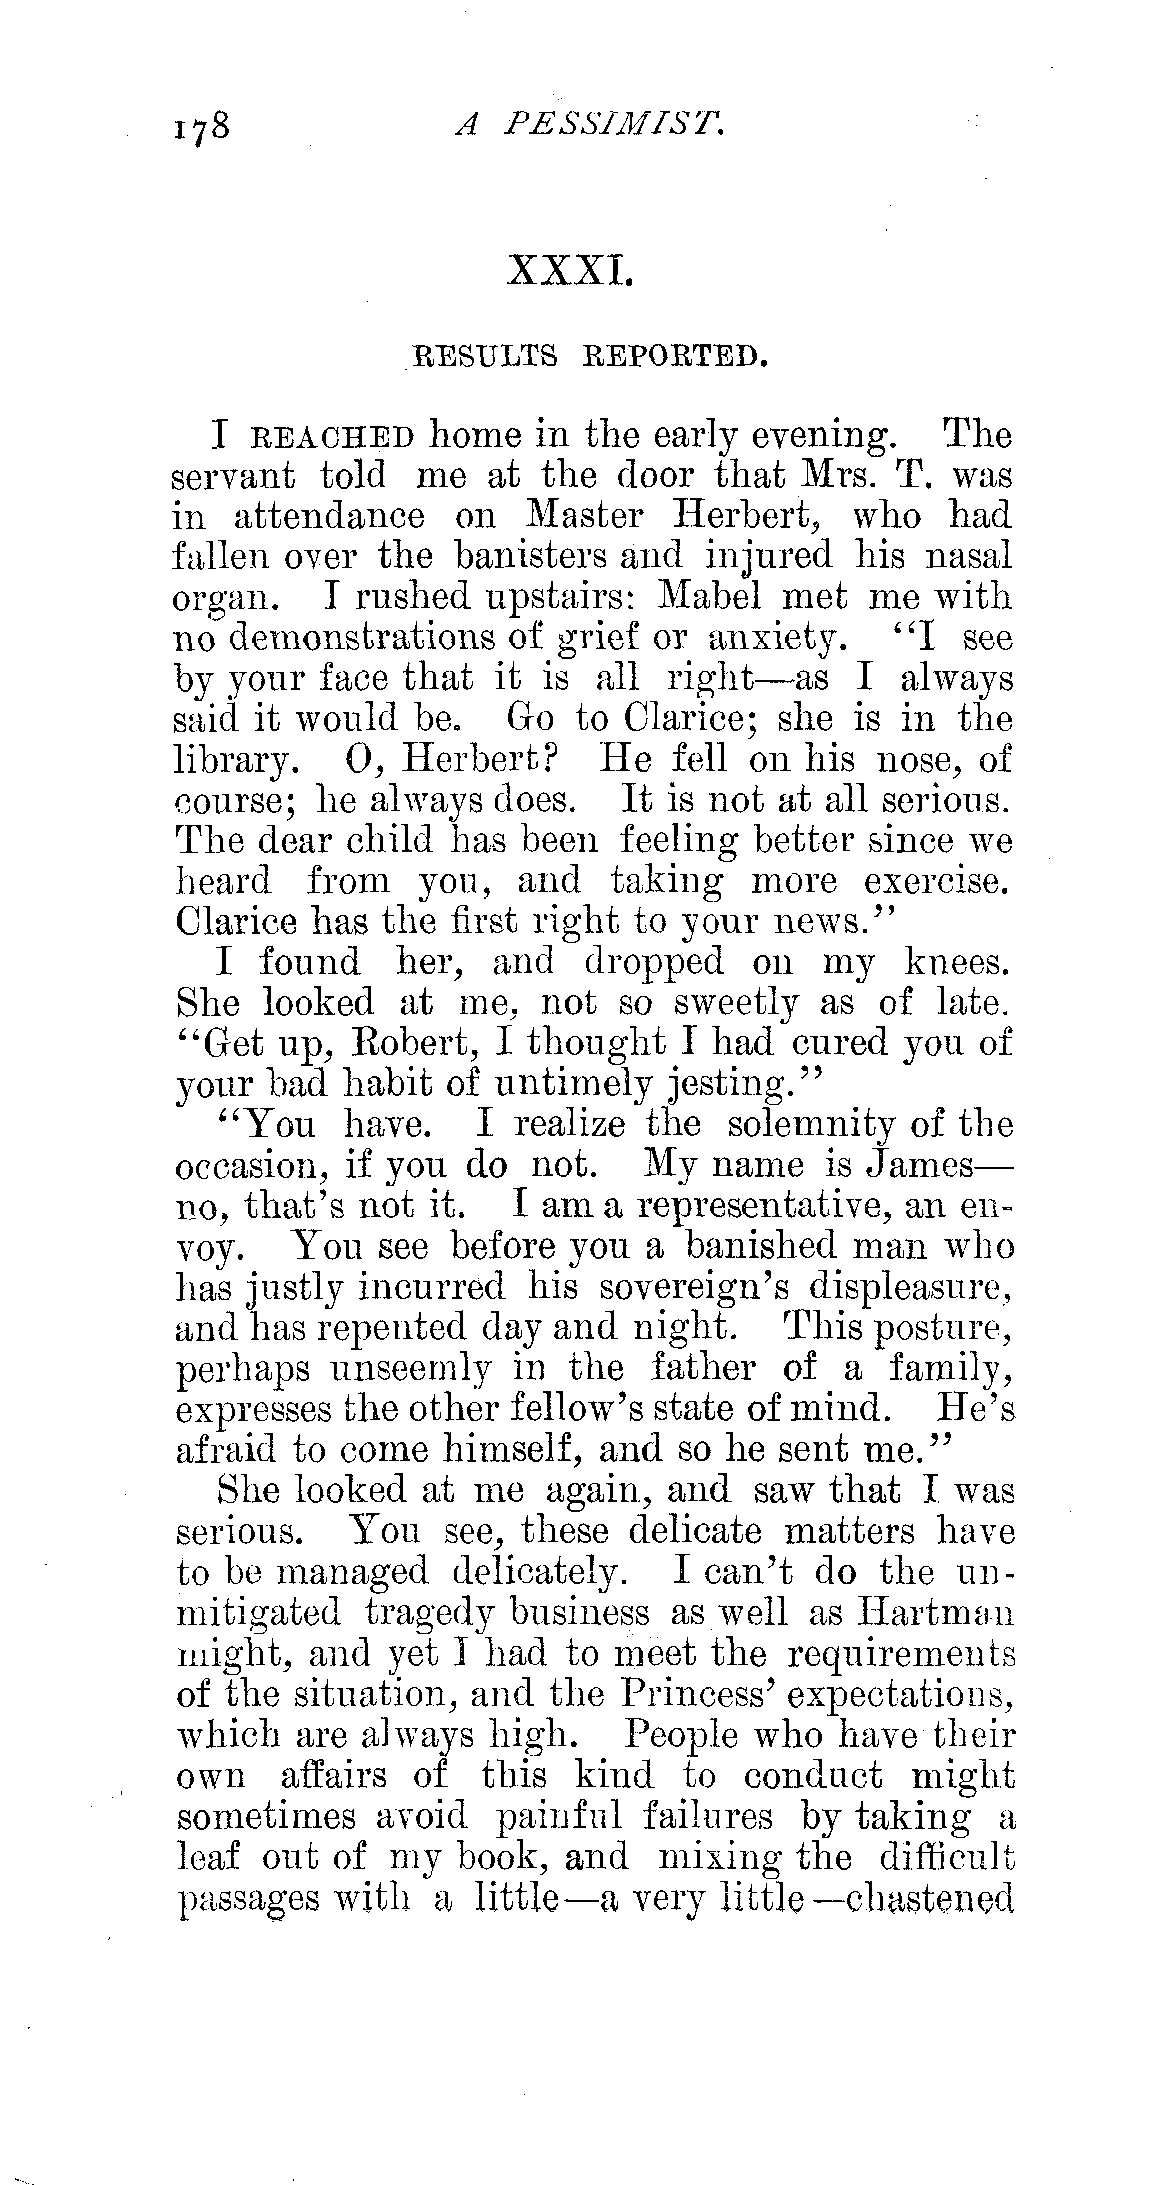 178 A PESSIMIST.
XXXI.
RESULTS REPORTED.
I REACHED home in the early evening. The
servant told me at the door that Mrs. T. was
in attendance on Master Herbert, who had
fallen over the banisters and injured his nasal
organ. I rushed upstairs: Mabel met me with
no demonstrations of grief or anxiety. “I see
by your face that it is all right—as I always
said it would be. Go to Clarice; she is in the
library. O, Herbert? He fell on his nose, of
course; he always does. It is not at all serious.
The dear child has been feeling better since we
heard from you, and taking more exercise.
Clarice has the first right to your news.”
I found her, and dropped on my knees.
She looked at me, not so sweetly as of late.
“Get up, Robert, I thought I had cured you of
your bad habit of untimely jesting.”
“You have. I realize the solemnity of the
occasion, if you do not. My name is James—
no, that’s not it. I am a representative, an en-
voy. You see before you a banished man who
has justly incurred his sovereign’s displeasure,
and has repented day and night. This posture,
perhaps unseemly in the father of a family,
expresses the other fellow’s state of mind. He’s
afraid to come himself, and so he sent me.”
She looked at me again, and saw that I was
serious. You see, these delicate matters have
to be managed delicately. I can’t do the un-
mitigated tragedy business as well as Hartman
might, and yet I had to meet the requirements
of the situation, and the Princess’ expectations,
which are always high. People who have their
own affairs of this kind to conduct might
sometimes avoid painful failures by taking a
leaf out of my book, and mixing the difficult
passages with a little—a very little—chastened